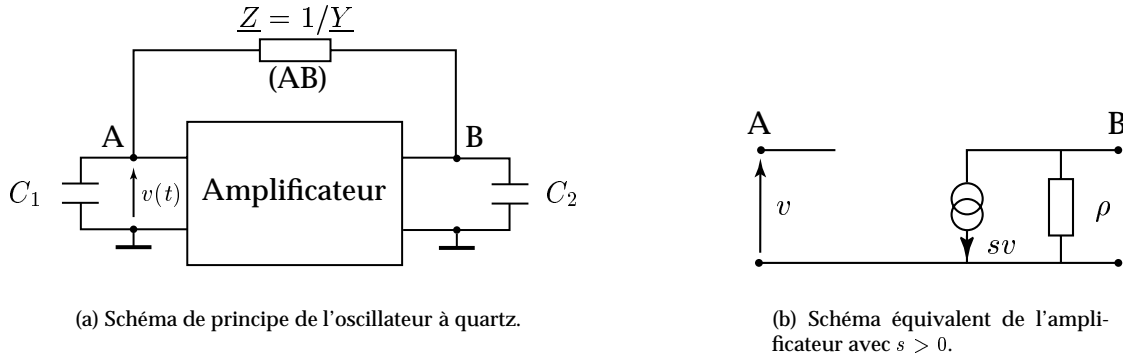 Z = 1/Y
(AB)
A
B
C1
v(t)
Amplificateur
C2
A
B
v
sv
ρ
(a) Schéma de principe de l'oscillateur à quartz.
(b) Schéma équivalent de l'ampli-
ficateur avec s > 0.